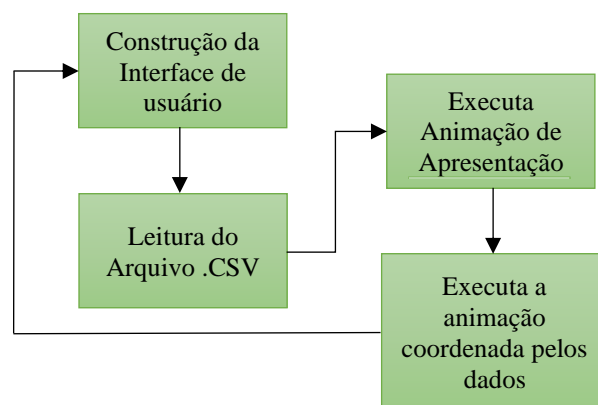 Construção da
Interface de
usuário
Leitura do
Arquivo .CSV
Executa
Animação de
Apresentação
Executa a
animação
coordenada pelos
dados